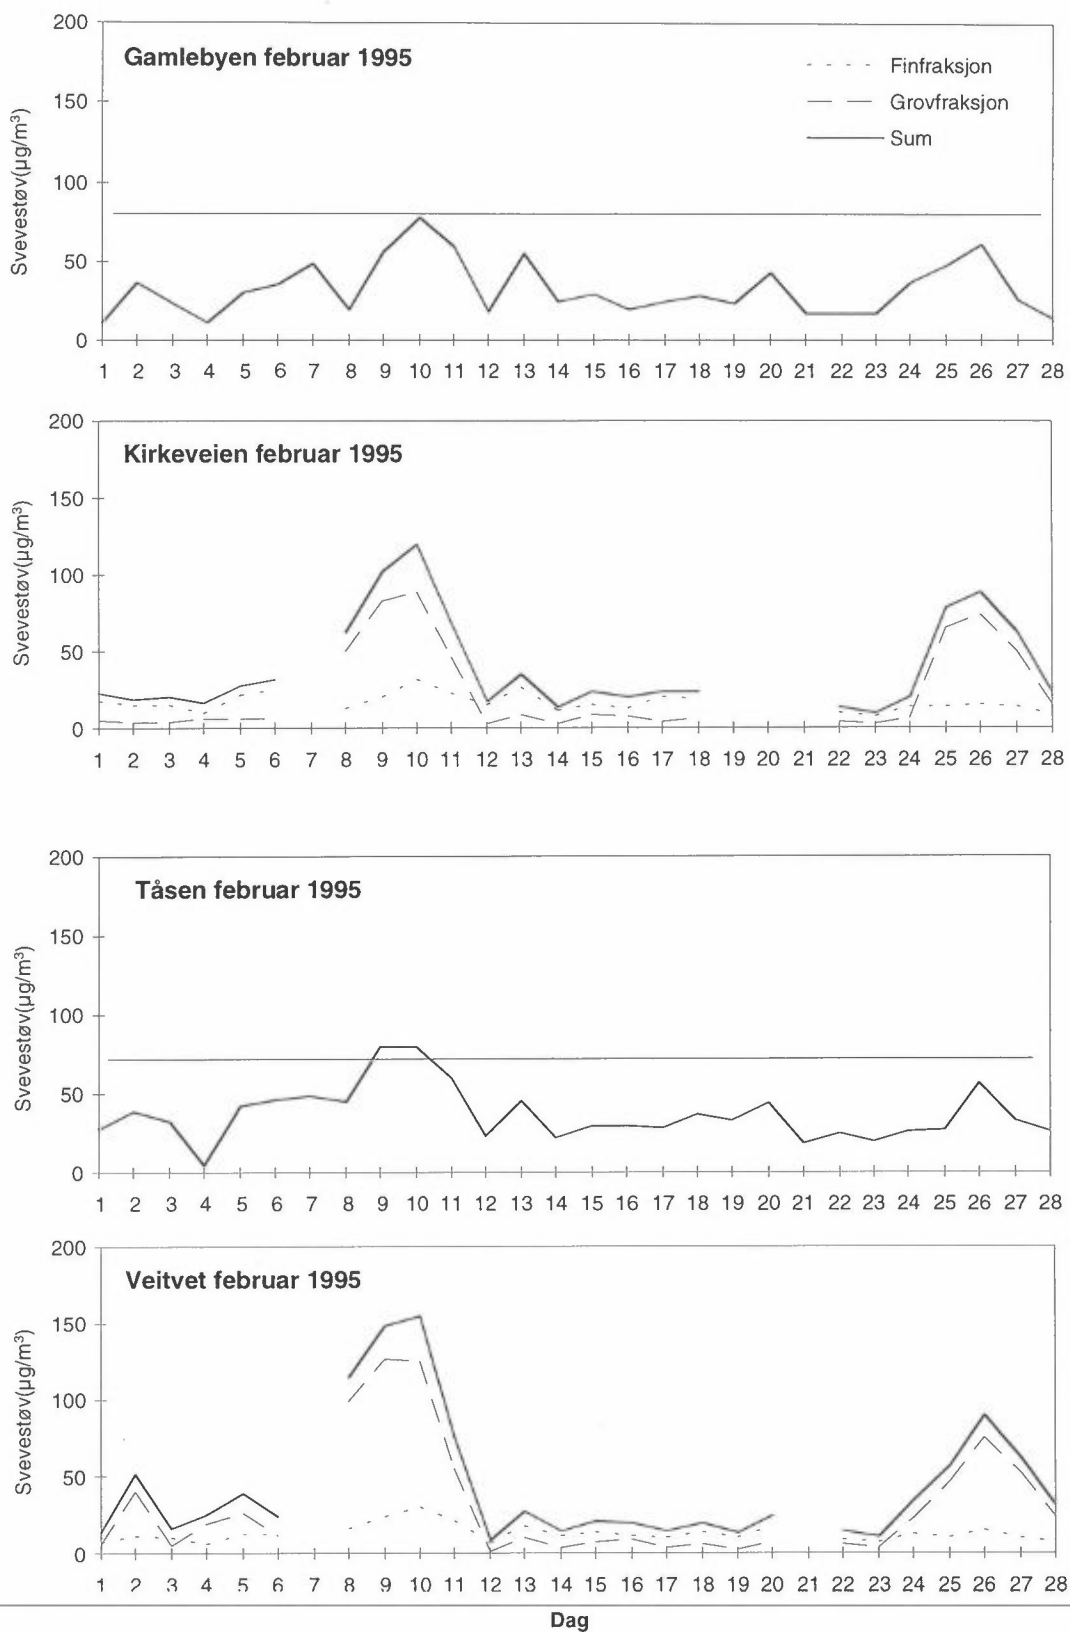 Gamlebyen februar 1995
Finfraksjon
Grovfraksjon
Sum
Svevestøv(µg/m³)
200
150
100
50
0
1 2 3 4 5 6 7 8 9 10 11 12 13 14 15 16 17 18 19 20 21 22 23 24 25 26 27 28
Kirkeveien februar 1995
Svevestøv(µg/m³)
200
150
100
50
0
1 2 3 4 5 6 7 8 9 10 11 12 13 14 15 16 17 18 19 20 21 22 23 24 25 26 27 28
Tåsen februar 1995
Svevestøv(µg/m³)
200
150
100
50
0
1 2 3 4 5 6 7 8 9 10 11 12 13 14 15 16 17 18 19 20 21 22 23 24 25 26 27 28
Veitvet februar 1995
Svevestøv(µg/m³)
200
150
100
50
0
1 2 3 4 5 6 7 8 9 10 11 12 13 14 15 16 17 18 19 20 21 22 23 24 25 26 27 28
Dag